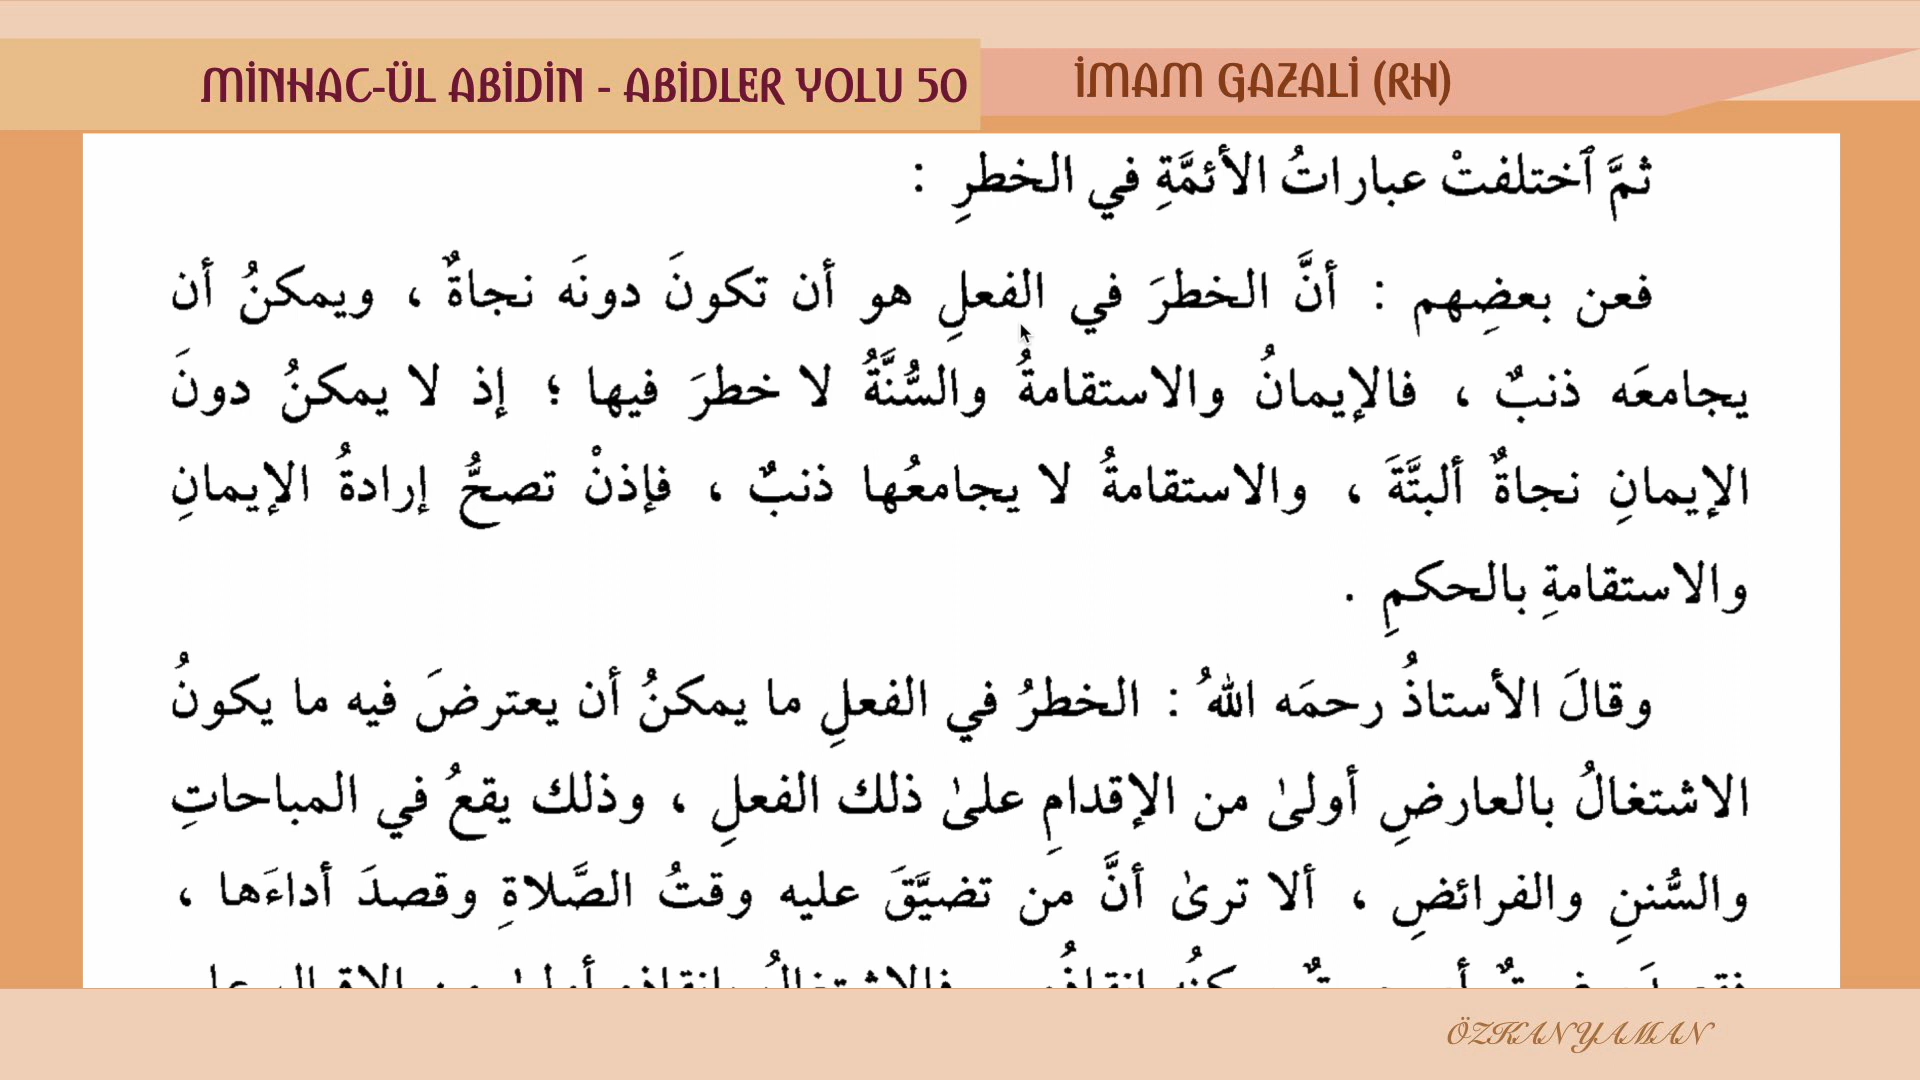 MİNHAC-ÜL ABİDİN - ABİDLER YOLU 50
İMAM GAZALİ (RH)
ثمَّ ٱختلفتْ عباراتُ الأئمَّةِ في الخطرِ :
فعن بعضِهم : أنَّ الخطرَ في الفعلِ هو أن تكونَ دونَه نجاةٌ ، ويمكنُ أن
يجامعَه ذنبٌ ، فالإيمانُ والاستقامةُ والسُّنَّةُ لا خطرَ فيها ؛ إذ لا يمكنُ دونَ
الإيمانِ نجاةٌ ألبتَّةَ ، والاستقامةُ لا يجامعُها ذنبٌ ، فإذنْ تصحُّ إرادةُ الإيمانِ
والاستقامةِ بالحكمِ .
وقالَ الأستاذُ رحمَه اللهُ : الخطرُ في الفعلِ ما يمكنُ أن يعترضَ فيه ما يكونُ
الاشتغالُ بالعارضِ أولىٰ من الإقدامِ علىٰ ذلك الفعلِ ، وذلك يقعُ في المباحاتِ
والسُّننِ والفرائضِ ، ألا ترىٰ أنَّ من تضيَّقَ عليه وقتُ الصَّلاةِ وقصدَ أداءَها ،
ÖZKAN YAMAN